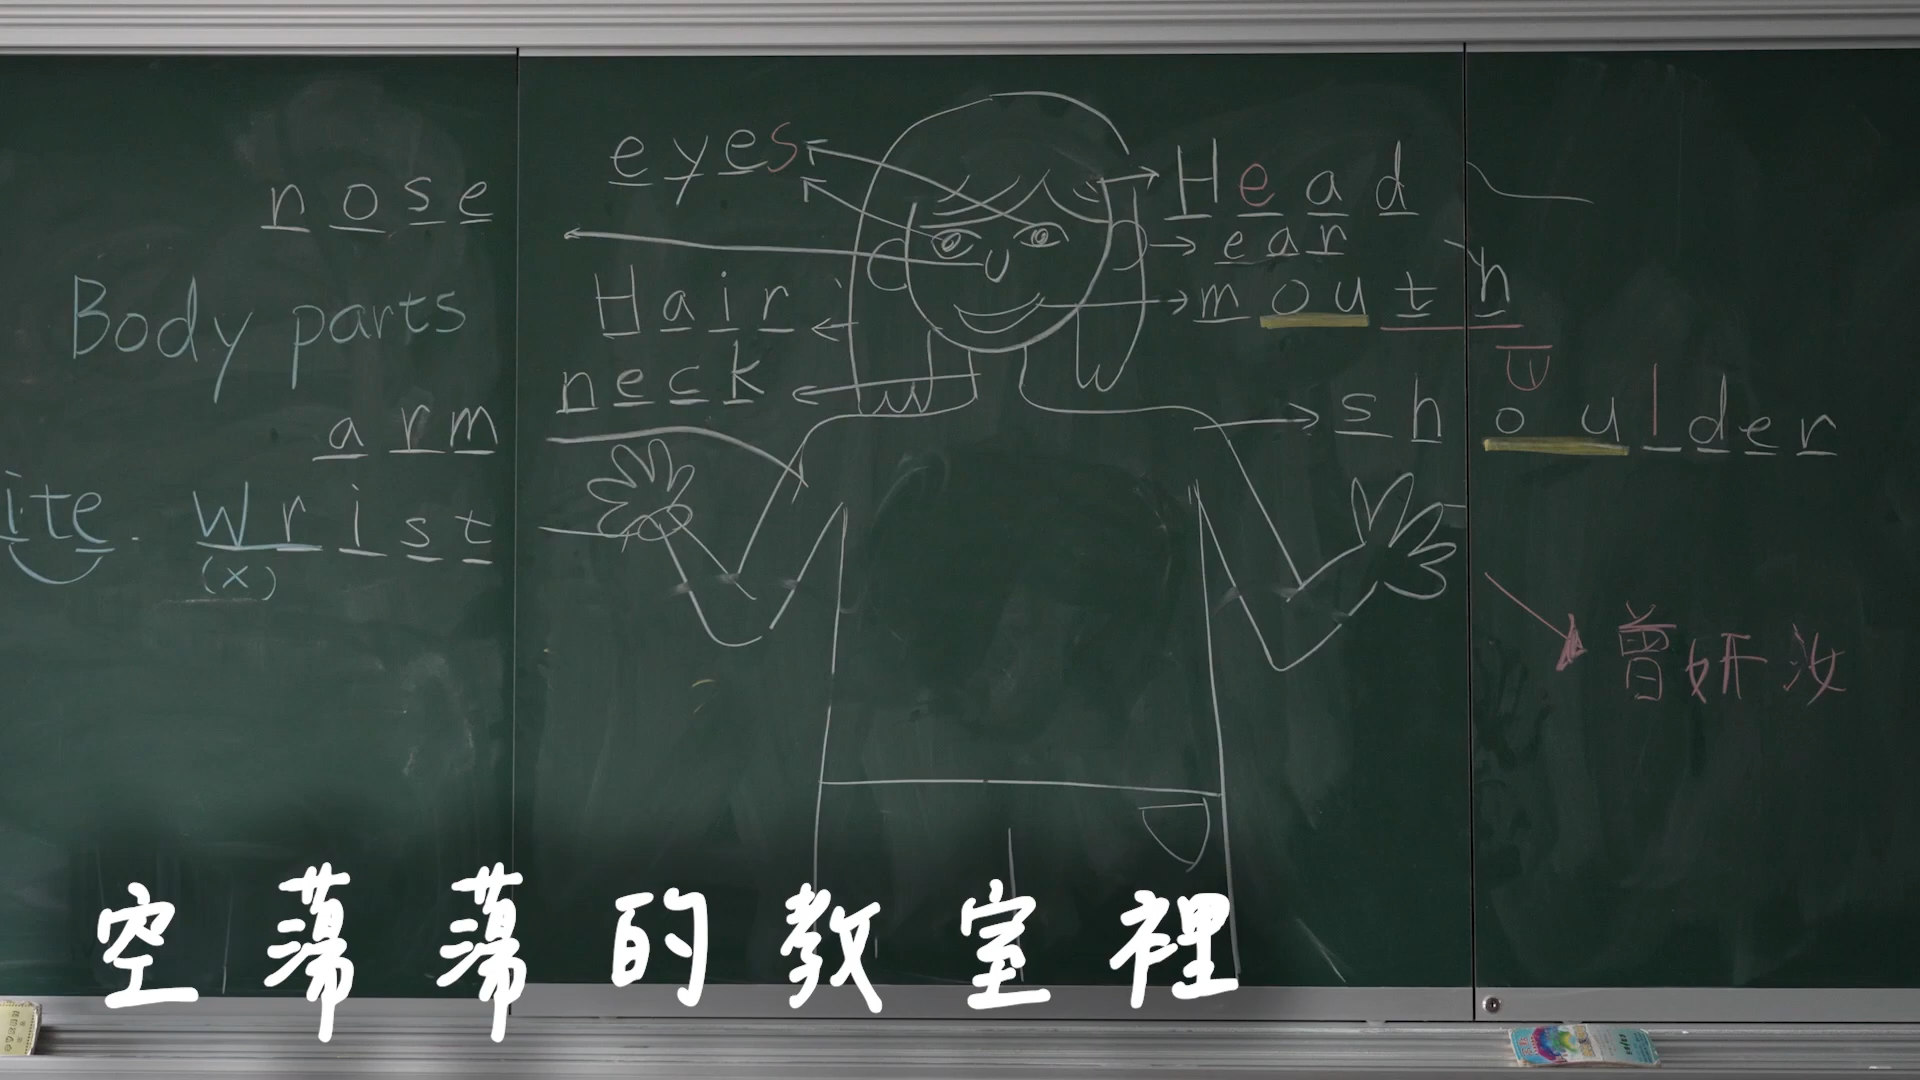 eyes
Head
nose
ear
Hair
mouth
Body parts
neck
shoulder
arm
ite. Wrist
(x)
曾妍汝
空蕩蕩的教室裡